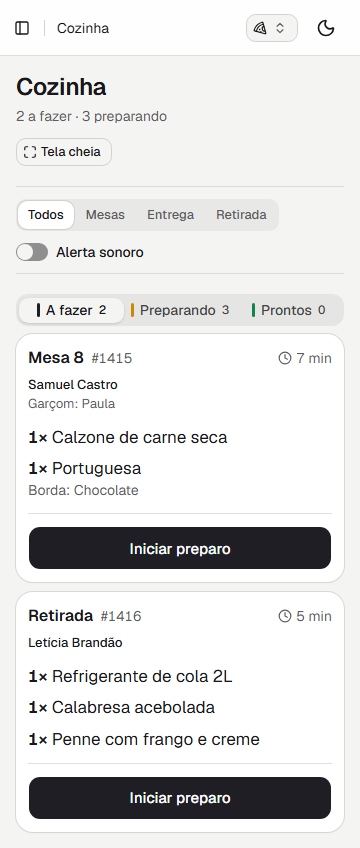 Cozinha
Cozinha
2 a fazer · 3 preparando
Tela cheia
Todos Mesas Entrega Retirada
Alerta sonoro
A fazer 2 Preparando 3 Prontos 0
Mesa 8 #1415 7 min
Samuel Castro
Garçom: Paula
1× Calzone de carne seca
1× Portuguesa
Borda: Chocolate
Iniciar preparo
Retirada #1416 5 min
Letícia Brandão
1× Refrigerante de cola 2L
1× Calabresa acebolada
1× Penne com frango e creme
Iniciar preparo